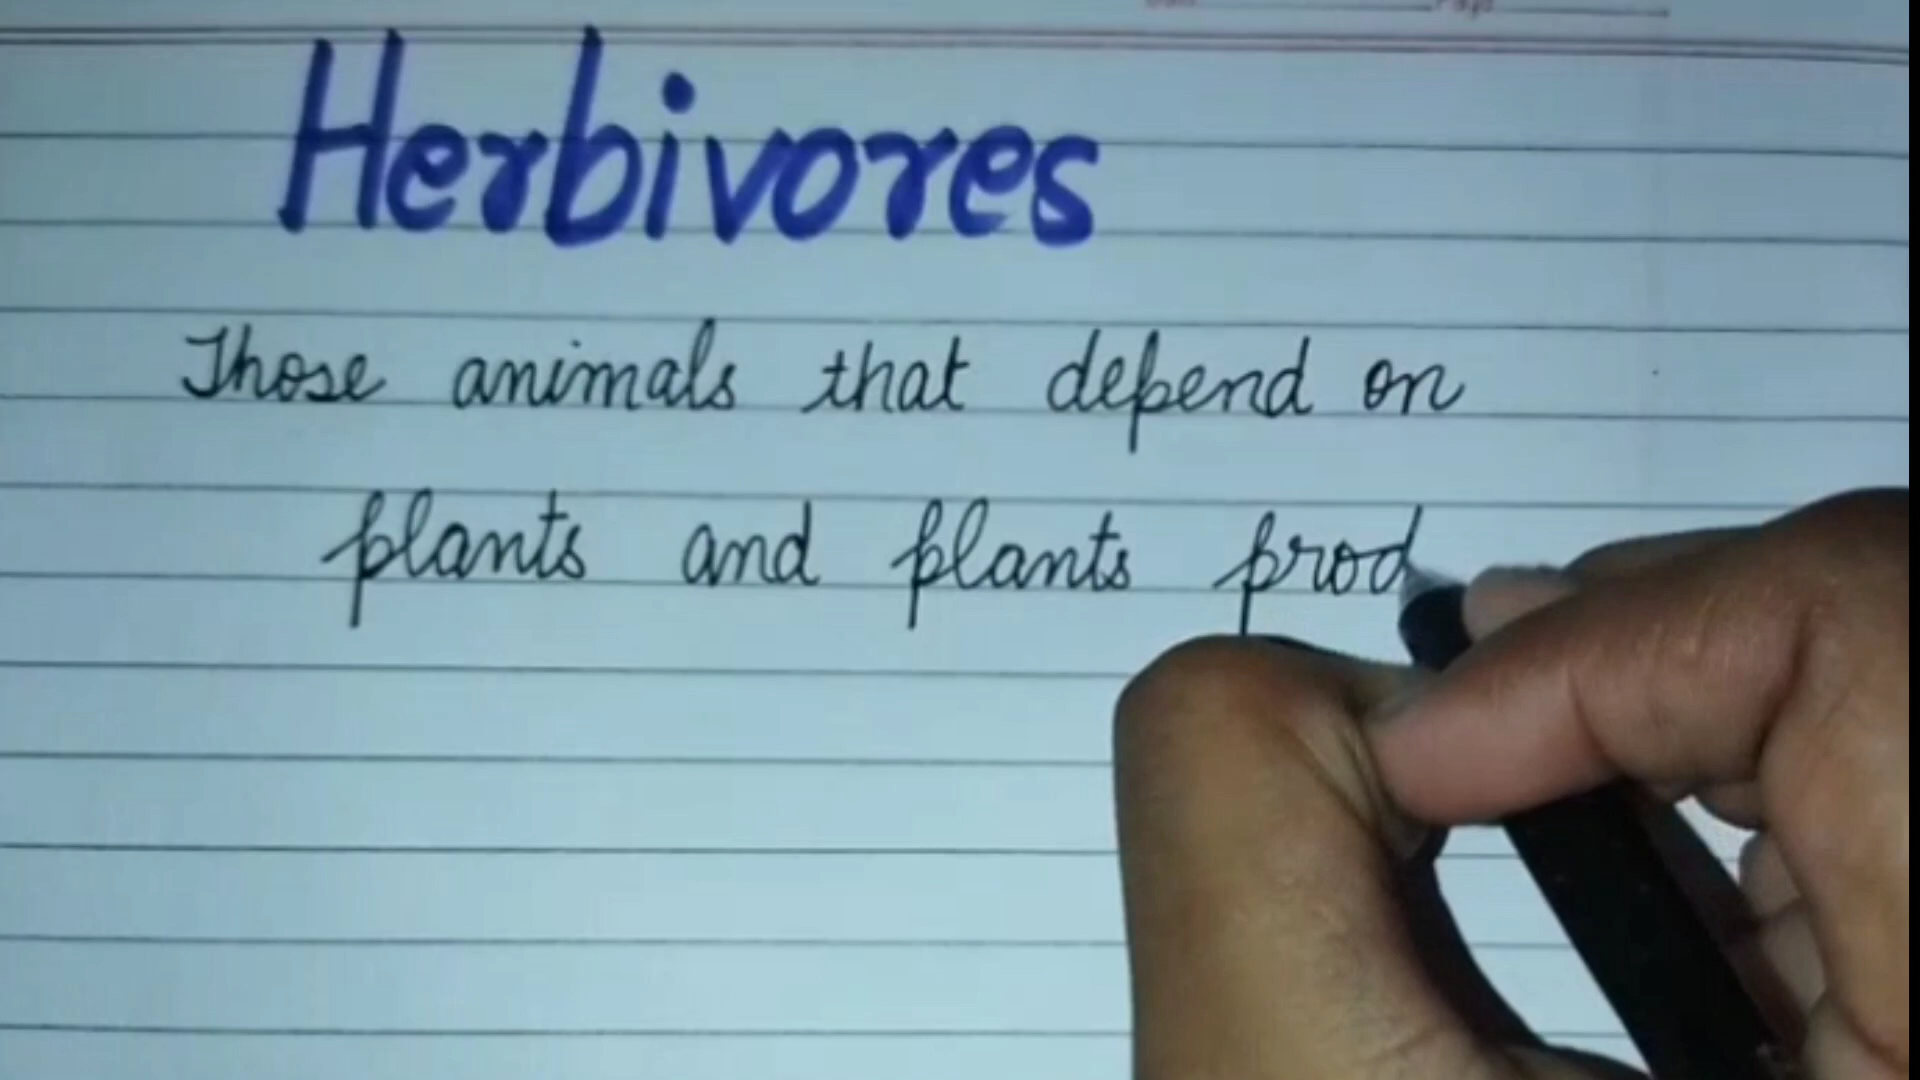 Herbivores
Those animals that depend on
plants and plants prod